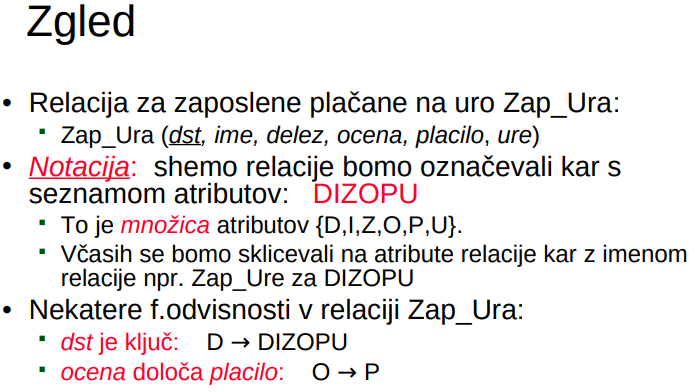 Zgled
• Relacija za zaposlene plačane na uro Zap_Ura:
▪ Zap_Ura (dst, ime, delez, ocena, placilo, ure)
• Notacija: shemo relacije bomo označevali kar s
seznamom atributov: DIZOPU
▪ To je množica atributov {D,I,Z,O,P,U}.
▪ Včasih se bomo sklicevali na atribute relacije kar z imenom
relacije npr. Zap_Ure za DIZOPU
• Nekatere f.odvisnosti v relaciji Zap_Ura:
▪ dst je ključ: D → DIZOPU
▪ ocena določa placilo: O → P